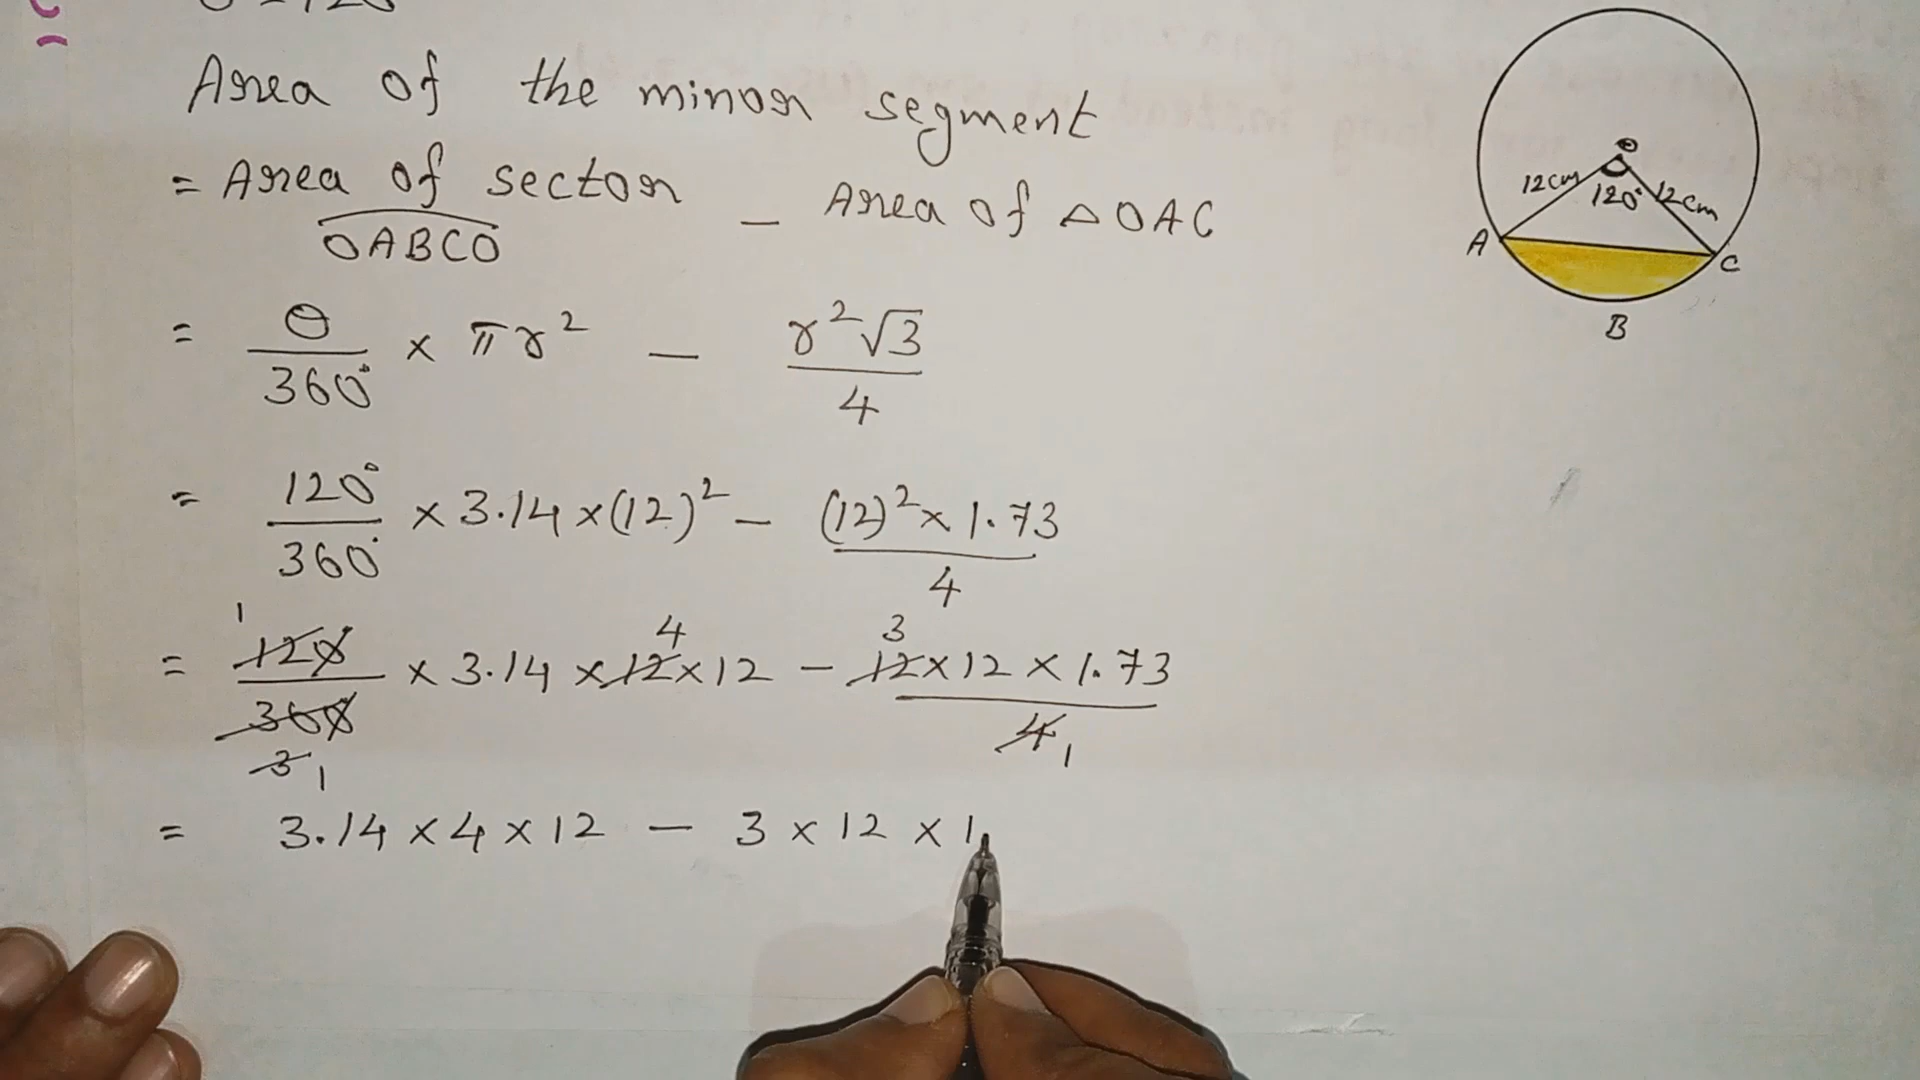 Area of the minor segment
= Area of sector OABCO - Area of △OAC
= θ/360° × πr² - r²√3/4
= 120°/360° × 3.14 × (12)² - (12)² × 1.73/4
1 4 3
= 120/360 × 3.14 × 12 × 12 - 12 × 12 × 1.73/4
3 1 1
= 3.14 × 4 × 12 - 3 × 12 × 1.
O
12cm 120° 12cm
A C
B